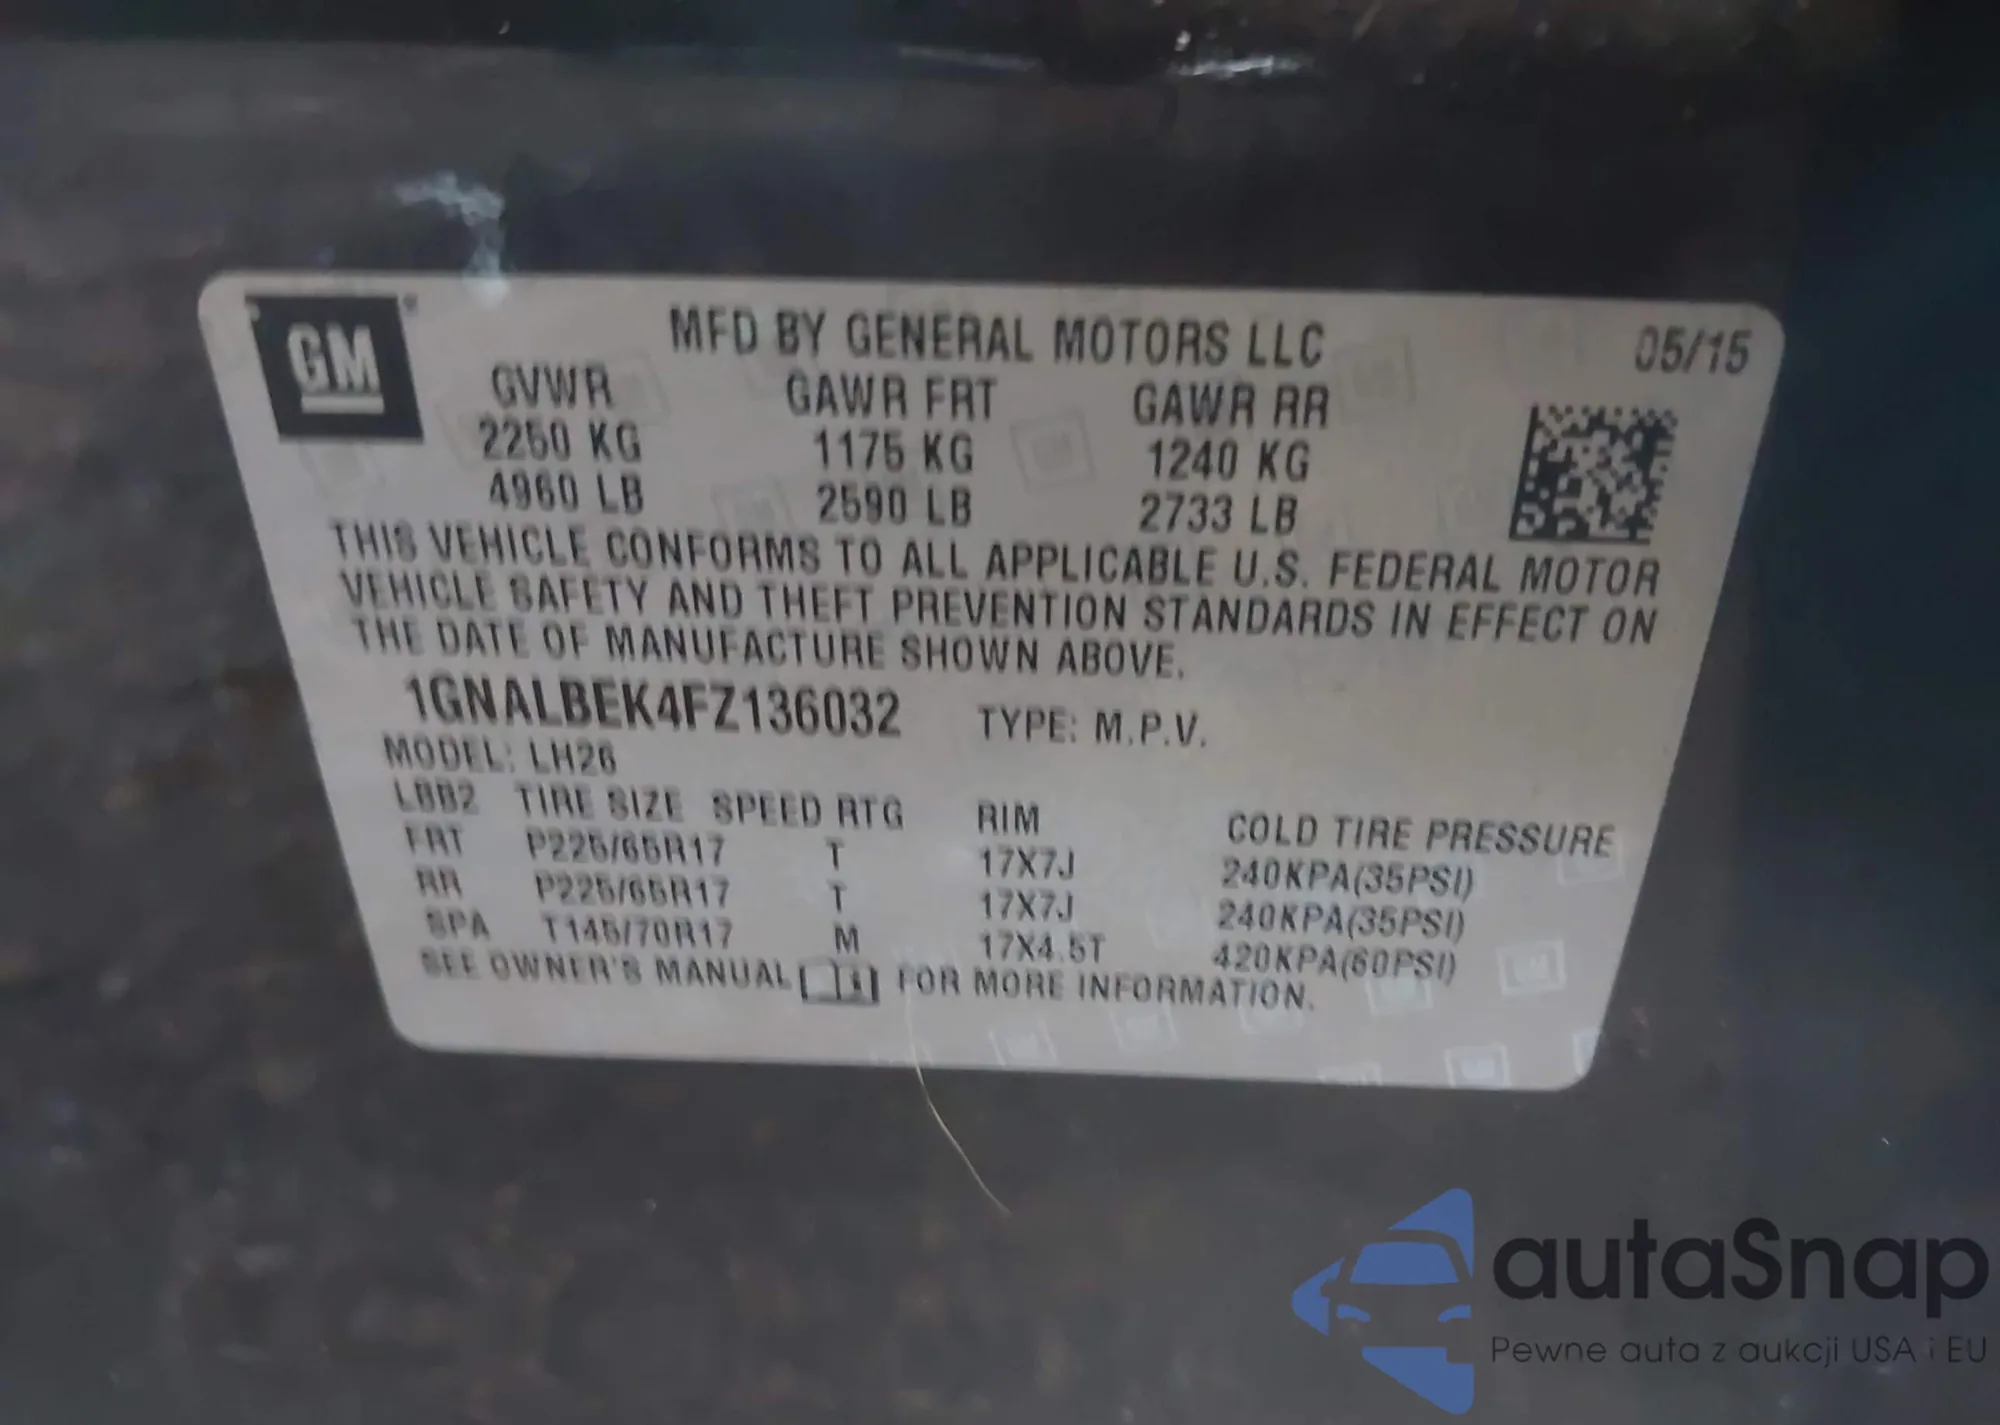 GM
MFD BY GENERAL MOTORS LLC 05/15
GVWR GAWR FRT GAWR RR
2250 KG 1175 KG 1240 KG
4960 LB 2590 LB 2733 LB
THIS VEHICLE CONFORMS TO ALL APPLICABLE U.S. FEDERAL MOTOR
VEHICLE SAFETY AND THEFT PREVENTION STANDARDS IN EFFECT ON
THE DATE OF MANUFACTURE SHOWN ABOVE.
1GNALBEK4FZ136032 TYPE: M.P.V.
MODEL: LH26
LBB2 TIRE SIZE SPEED RTG RIM COLD TIRE PRESSURE
FRT P225/65R17 T 17X7J 240KPA(35PSI)
RR P225/65R17 T 17X7J 240KPA(35PSI)
SPA T145/70R17 M 17X4.5T 420KPA(60PSI)
SEE OWNER'S MANUAL FOR MORE INFORMATION.
autaSnap
Pewne auta z aukcji USA i EU